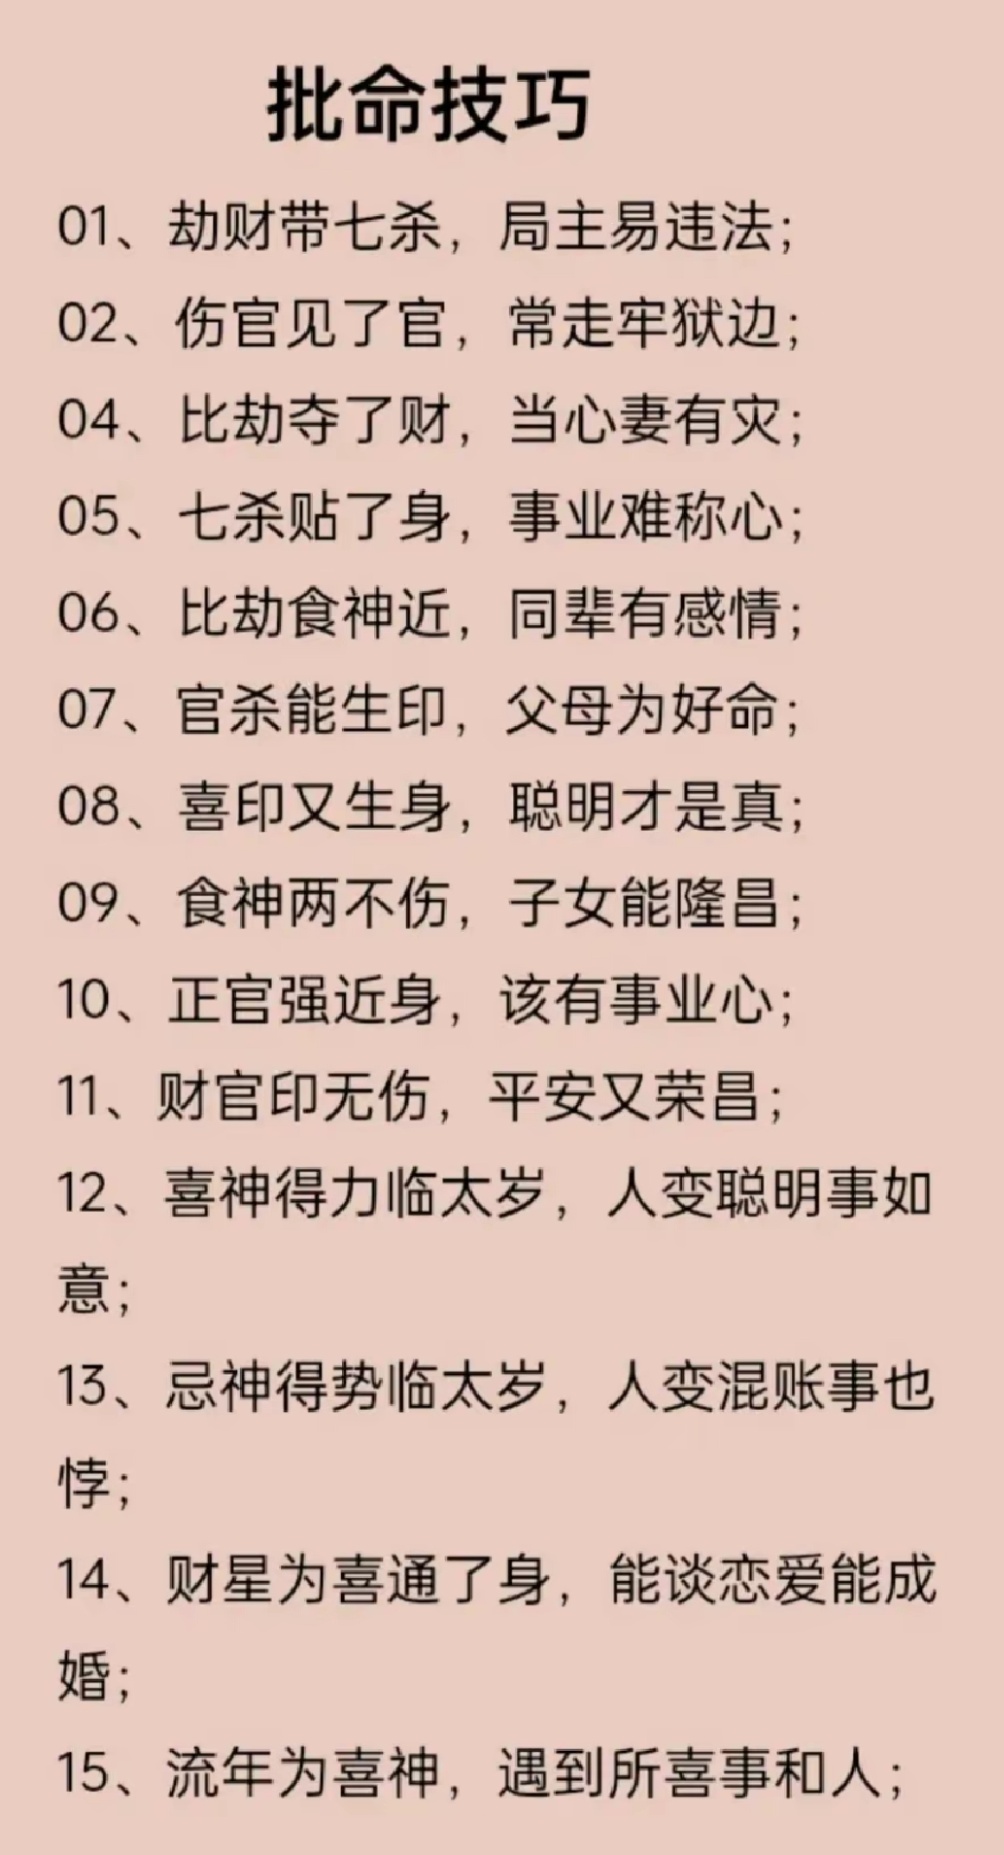 批命技巧
01、劫财带七杀，局主易违法；
02、伤官见了官，常走牢狱边；
04、比劫夺了财，当心妻有灾；
05、七杀贴了身，事业难称心；
06、比劫食神近，同辈有感情；
07、官杀能生印，父母为好命；
08、喜印又生身，聪明才是真；
09、食神两不伤，子女能隆昌；
10、正官强近身，该有事业心；
11、财官印无伤，平安又荣昌；
12、喜神得力临太岁，人变聪明事如
意；
13、忌神得势临太岁，人变混账事也
悖；
14、财星为喜通了身，能谈恋爱能成
婚；
15、流年为喜神，遇到所喜事和人；